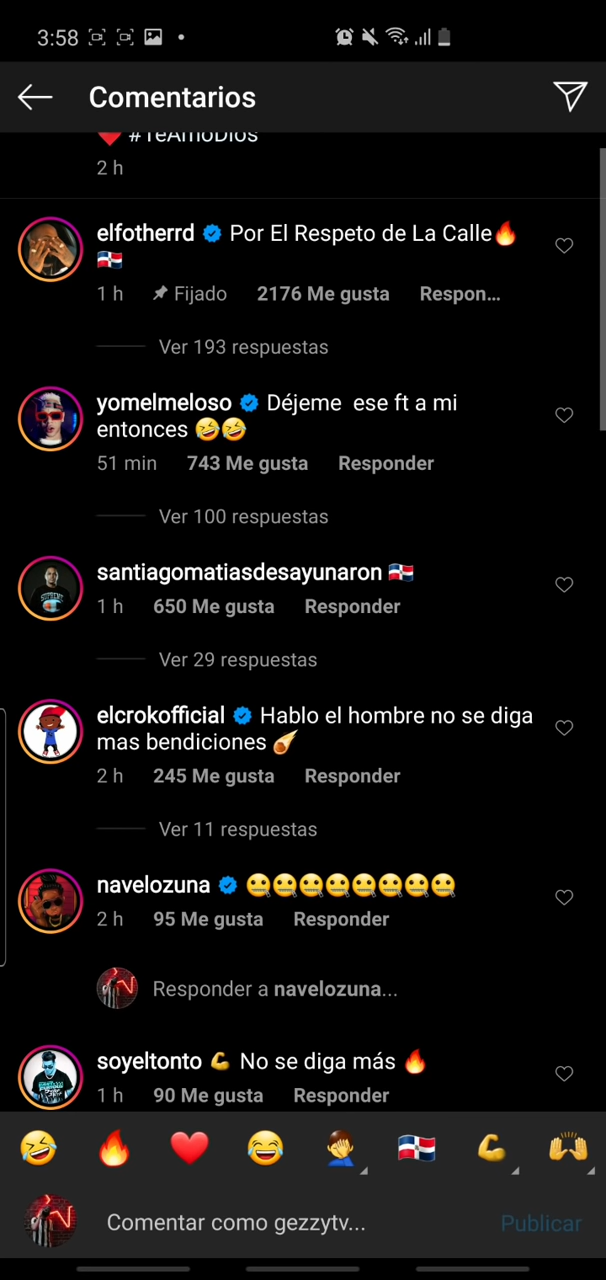 3:58
Comentarios
#TeAmoDios
2 h
elfotherrd Por El Respeto de La Calle🔥
🇩🇴
1 h Fijado 2176 Me gusta Respon...
Ver 193 respuestas
yomelmeloso Déjeme ese ft a mi
entonces 🤣🤣
51 min 743 Me gusta Responder
Ver 100 respuestas
santiagomatiasdesayunaron 🇩🇴
1 h 650 Me gusta Responder
Ver 29 respuestas
elcrokofficial Hablo el hombre no se diga
mas bendiciones ☄️
2 h 245 Me gusta Responder
Ver 11 respuestas
navelozuna 🤐🤐🤐🤐🤐🤐🤐🤐
2 h 95 Me gusta Responder
Responder a navelozuna...
soyeltonto 💪 No se diga más 🔥
1 h 90 Me gusta Responder
Comentar como gezzytv... Publicar